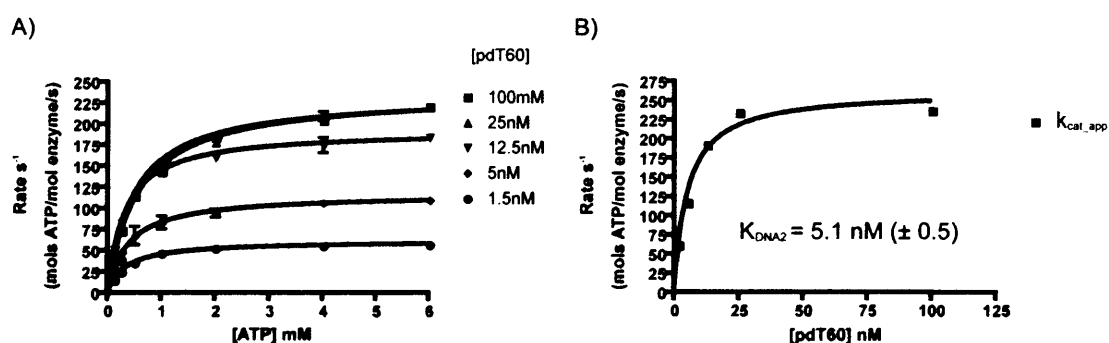 A)
[pdT60]
100mM
25nM
12.5nM
5nM
1.5nM
Rate s⁻¹
(mols ATP/mol enzyme/s)
250
225
200
175
150
125
100
75
50
25
0
0 1 2 3 4 5 6
[ATP] mM
B)
Rate s⁻¹
(mols ATP/mol enzyme/s)
275
250
225
200
175
150
125
100
75
50
25
0
k cat_app
K DNA2 = 5.1 nM (± 0.5)
0 25 50 75 100 125
[pdT60] nM